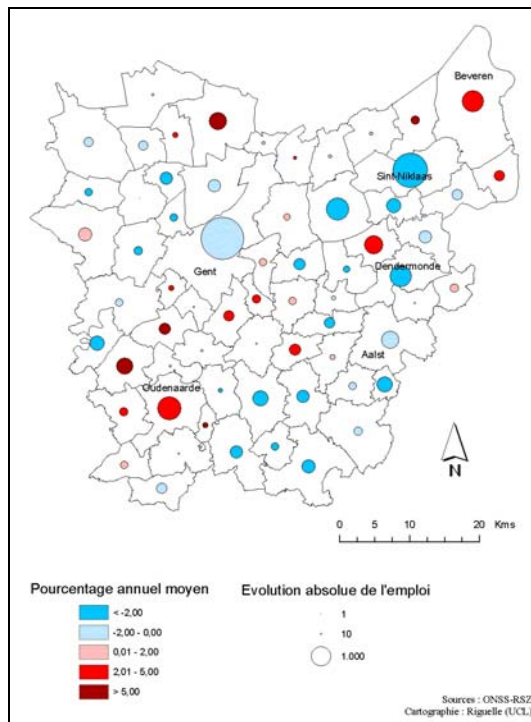 Beveren
Sint-Niklaas
Gent
Dendermonde
Aalst
Oudenaarde
N
Kms
0 5 10 20
Pourcentage annuel moyen
< -2,00
-2,00 - 0,00
0,01 - 2,00
2,01 - 5,00
> 5,00
Evolution absolue de l'emploi
1
10
1.000
Sources : ONSS-RSZ
Cartographie : Riguelle (UCL)